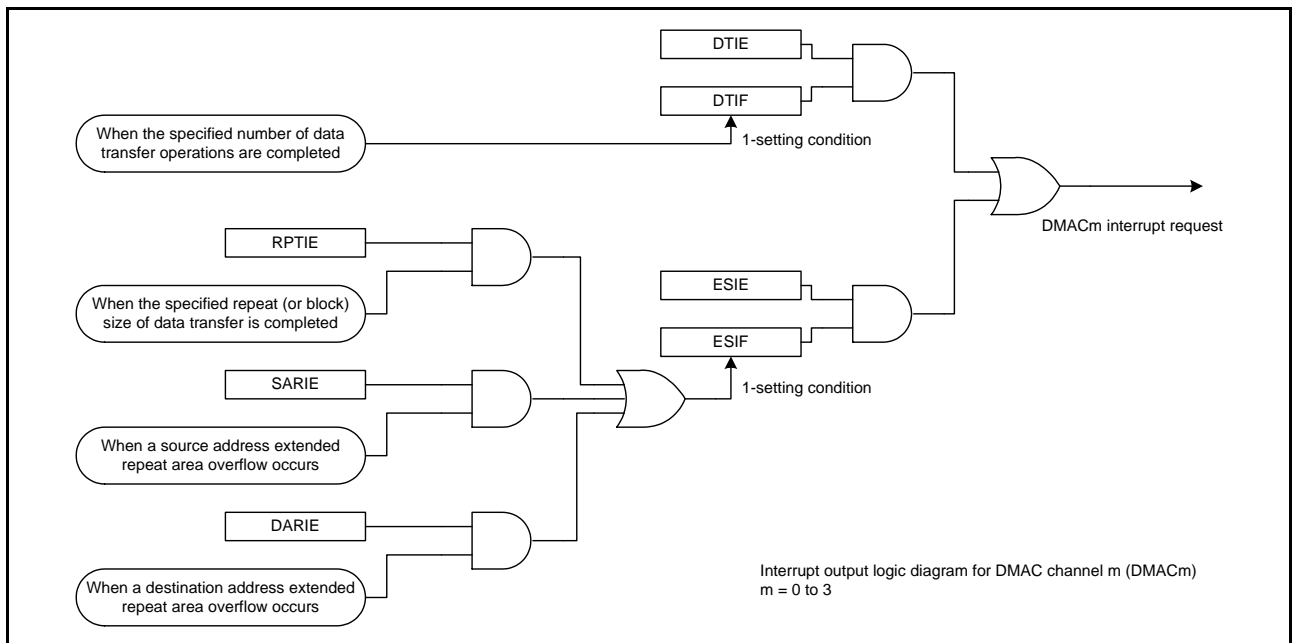 DTIE
DTIF
When the specified number of data
transfer operations are completed
1-setting condition
RPTIE
DMACm interrupt request
When the specified repeat (or block)
size of data transfer is completed
ESIE
ESIF
SARIE
1-setting condition
When a source address extended
repeat area overflow occurs
DARIE
When a destination address extended
repeat area overflow occurs
Interrupt output logic diagram for DMAC channel m (DMACm)
m = 0 to 3